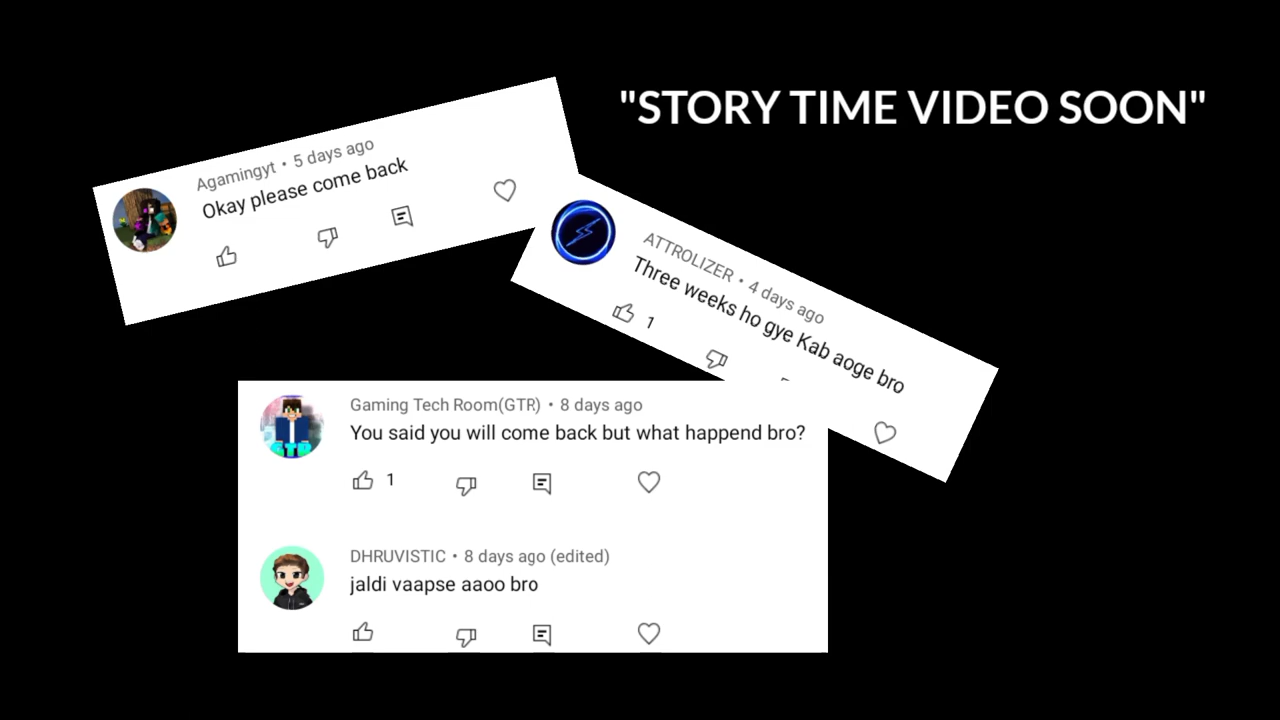 "STORY TIME VIDEO SOON"
Agamingyt • 5 days ago
Okay please come back
ATTROLIZER • 4 days ago
Three weeks ho gye Kab aoge bro
1
Gaming Tech Room(GTR) • 8 days ago
You said you will come back but what happend bro?
1
GTR
DHRUVISTIC • 8 days ago (edited)
jaldi vaapse aaoo bro